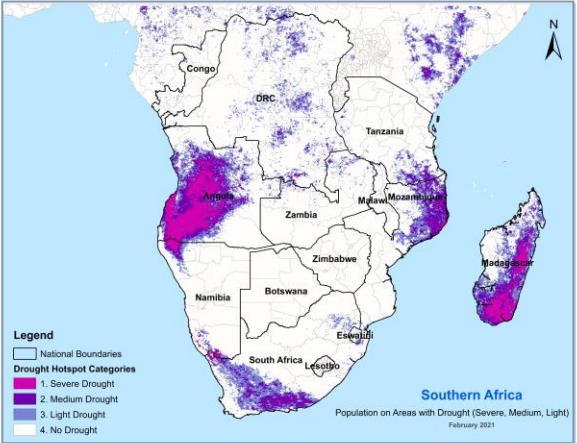 N
Congo
DRC
Tanzania
Angola
Malawi
Mozambique
Zambia
Madagascar
Zimbabwe
Namibia
Botswana
Eswatini
South Africa
Lesotho
Legend
National Boundaries
Drought Hotspot Categories
1. Severe Drought
2. Medium Drought
3. Light Drought
4. No Drought
Southern Africa
Population on Areas with Drought (Severe, Medium, Light)
February 2021